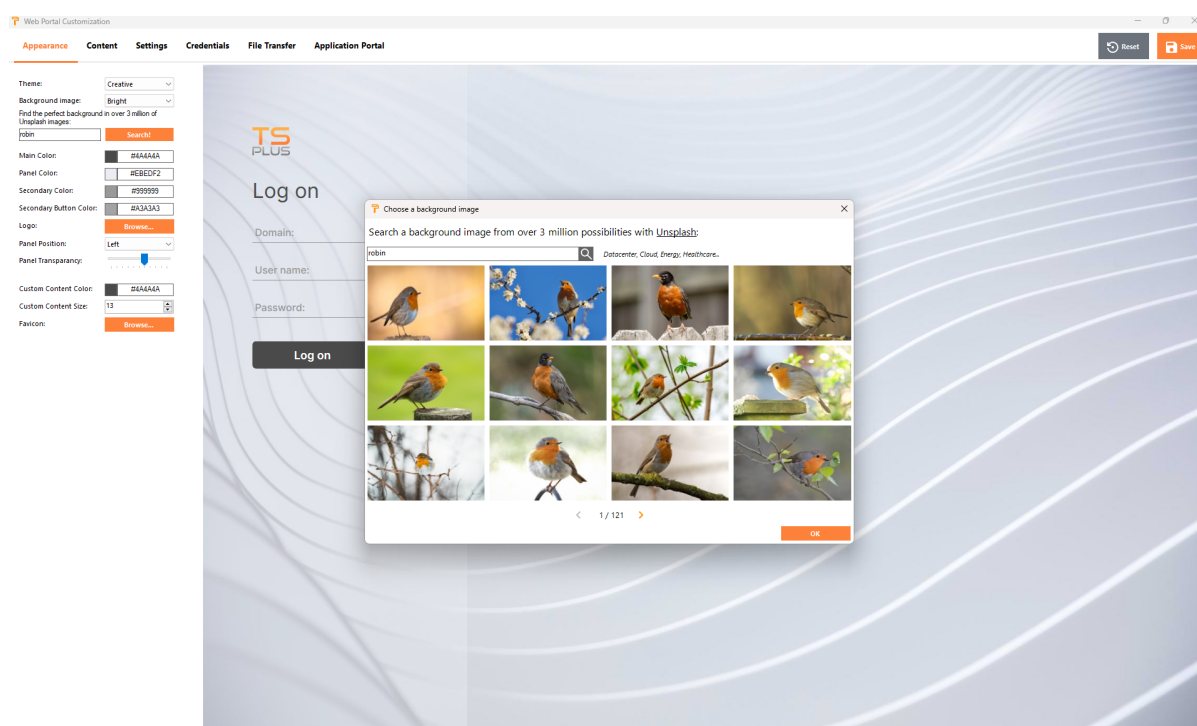 Web Portal Customization
Appearance Content Settings Credentials File Transfer Application Portal Reset Save
Theme: Creative
Background image: Bright
Find the perfect background in over 3 million of
Unsplash images:
robin Search!
Main Color: #4A4A4A
Panel Color: #EBEDF2
Secondary Color: #999999
Secondary Button Color: #A3A3A3
Logo: Browse...
Panel Position: Left
Panel Transparancy:
Custom Content Color: #4A4A4A
Custom Content Size: 13
Favicon: Browse...
TS
PLUS
Log on
Domain:
User name:
Password:
Log on
Choose a background image
Search a background image from over 3 million possibilities with Unsplash:
robin Datacenter, Cloud, Energy, Healthcare...
1 / 121
OK